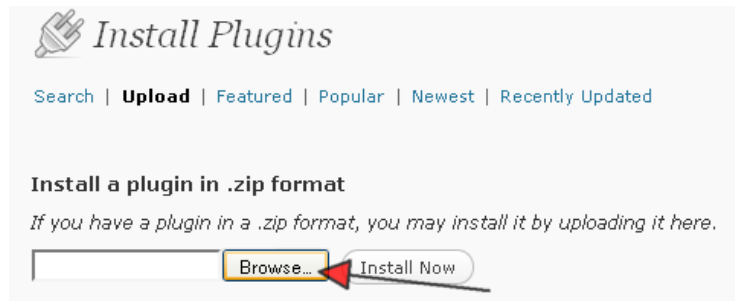 Install Plugins
Search | Upload | Featured | Popular | Newest | Recently Updated
Install a plugin in .zip format
If you have a plugin in a .zip format, you may install it by uploading it here.
Browse... Install Now